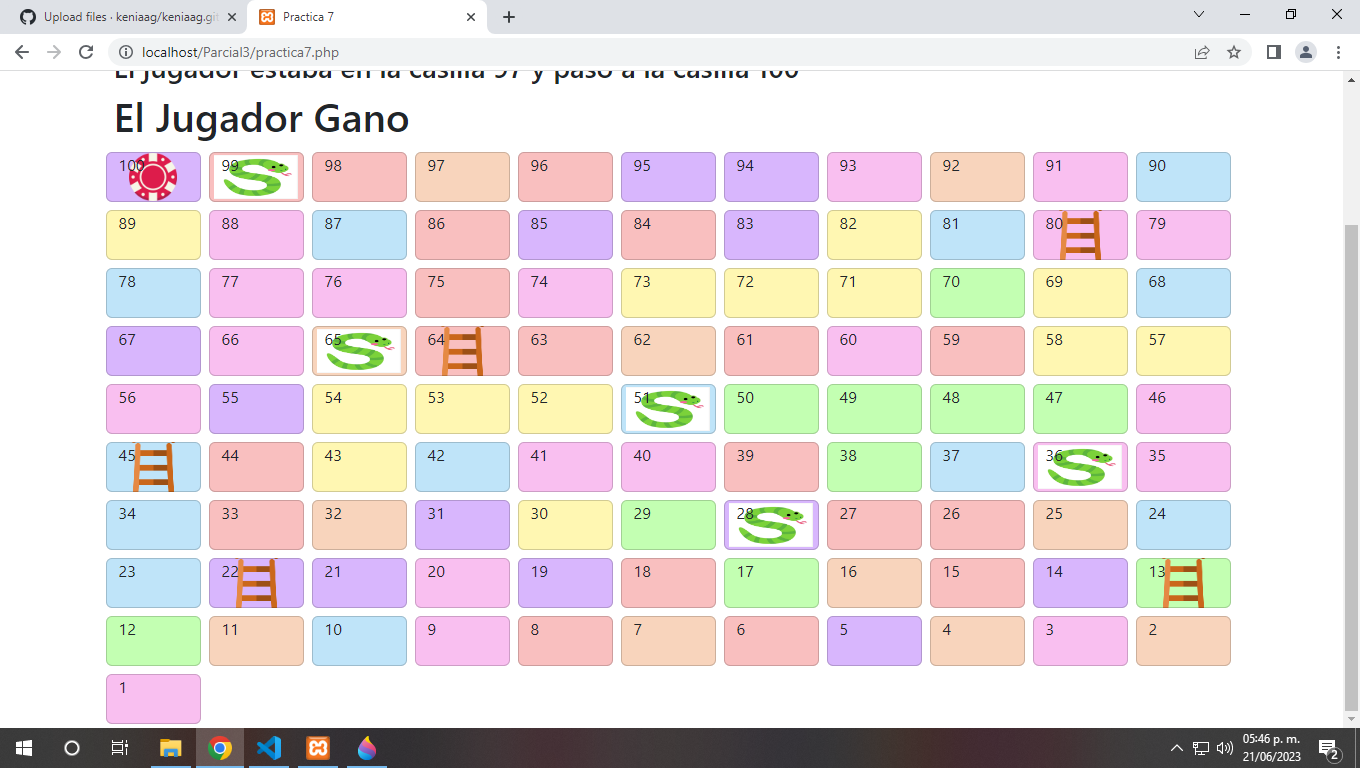 Upload files · keniaag/keniaag.git
Practica 7
localhost/Parcial3/practica7.php
El jugador estaba en la casilla 97 y paso a la casilla 100
El Jugador Gano
100 99 98 97 96 95 94 93 92 91 90
89 88 87 86 85 84 83 82 81 80 79
78 77 76 75 74 73 72 71 70 69 68
67 66 65 64 63 62 61 60 59 58 57
56 55 54 53 52 51 50 49 48 47 46
45 44 43 42 41 40 39 38 37 36 35
34 33 32 31 30 29 28 27 26 25 24
23 22 21 20 19 18 17 16 15 14 13
12 11 10 9 8 7 6 5 4 3 2
1
05:46 p. m.
21/06/2023
2